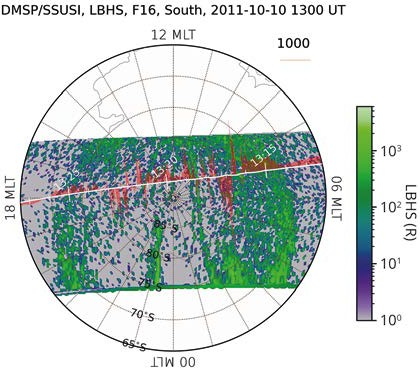 DMSP/SSUSI, LBHS, F16, South, 2011-10-10 1300 UT
12 MLT
1000
13:15
18 MLT
06 MLT
85°S
80°S
75°S
70°S
65°S
00 MLT
10³
10²
10¹
10⁰
LBHS (R)